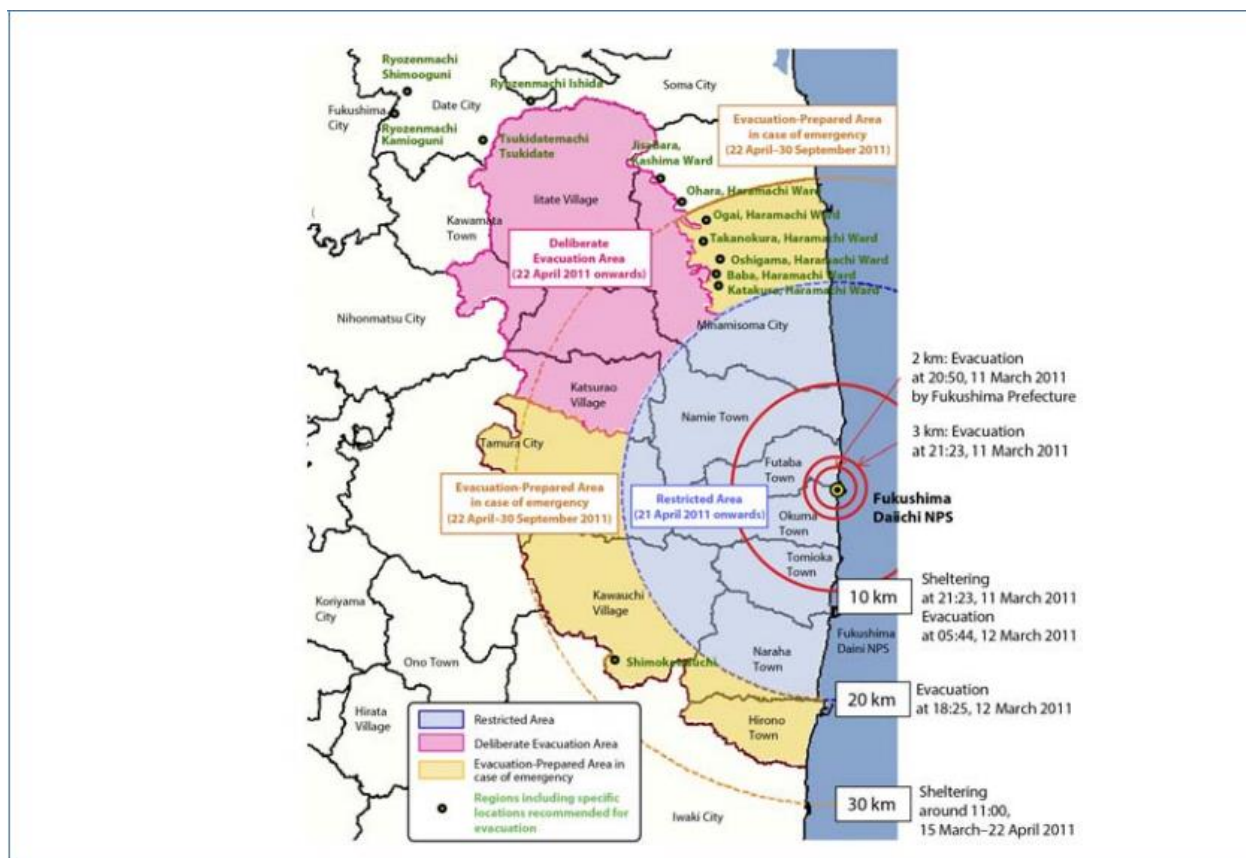 Ryozenmachi
Shimooguni
Ryozenmachi Ishida
Soma City
Fukushima
City
Date City
Ryozenmachi
Kamioguni
Tsukidatemachi
Tsukidate
Evacuation-Prepared Area
in case of emergency
(22 April–30 September 2011)
Jisabara,
Kashima Ward
Ohara, Haramachi Ward
Iitate Village
Ogai, Haramachi Ward
Kawamata
Town
Takanokura, Haramachi Ward
Deliberate
Evacuation Area
(22 April 2011 onwards)
Oshigama, Haramachi Ward
Baba, Haramachi Ward
Katakusa, Haramachi Ward
Nihonmatsu City
Minamisoma City
2 km: Evacuation
at 20:50, 11 March 2011
by Fukushima Prefecture
Katsurao
Village
Namie Town
3 km: Evacuation
at 21:23, 11 March 2011
Tamura City
Futaba
Town
Evacuation-Prepared Area
in case of emergency
(22 April–30 September 2011)
Restricted Area
(21 April 2011 onwards)
Fukushima
Daiichi NPS
Okuma
Town
Tomioka
Town
10 km
Sheltering
at 21:23, 11 March 2011
Evacuation
at 05:44, 12 March 2011
Koriyama
City
Kawauchi
Village
Fukushima
Daini NPS
Ono Town
Naraha
Town
20 km
Evacuation
at 18:25, 12 March 2011
Hirata
Village
Hirono
Town
Restricted Area
Deliberate Evacuation Area
Evacuation-Prepared Area in
case of emergency
Regions including specific
locations recommended for
evacuation
Iwaki City
30 km
Sheltering
around 11:00,
15 March–22 April 2011